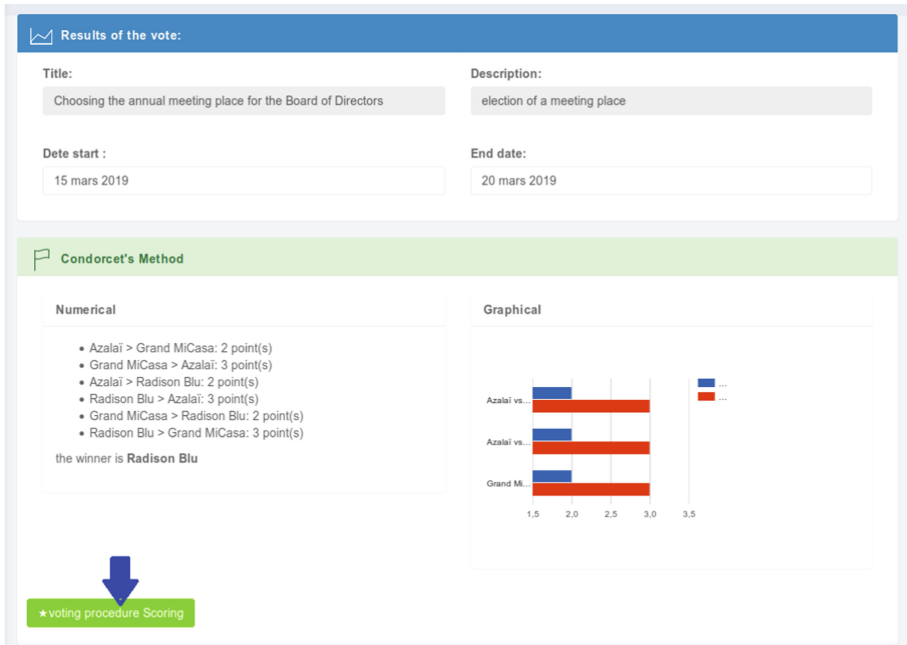 Results of the vote:
Title:
Description:
Choosing the annual meeting place for the Board of Directors
election of a meeting place
Dete start :
End date:
15 mars 2019
20 mars 2019
Condorcet's Method
Numerical
Azalaï > Grand MiCasa: 2 point(s)
Grand MiCasa > Azalaï: 3 point(s)
Azalaï > Radison Blu: 2 point(s)
Radison Blu > Azalaï: 3 point(s)
Grand MiCasa > Radison Blu: 2 point(s)
Radison Blu > Grand MiCasa: 3 point(s)
the winner is Radison Blu
Graphical
...
...
Azalaï vs...
Azalaï vs...
Grand Mi...
1,5 2,0 2,5 3,0 3,5
★voting procedure Scoring